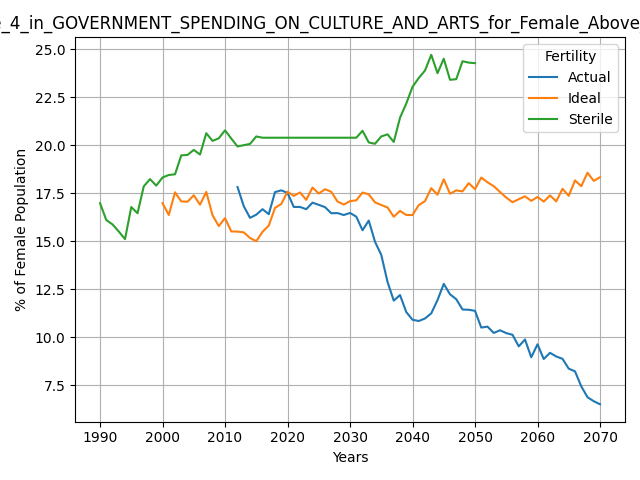 _4_in_GOVERNMENT_SPENDING_ON_CULTURE_AND_ARTS_for_Female_Above
Fertility
Actual
Ideal
Sterile
% of Female Population
25.0
22.5
20.0
17.5
15.0
12.5
10.0
7.5
1990 2000 2010 2020 2030 2040 2050 2060 2070
Years